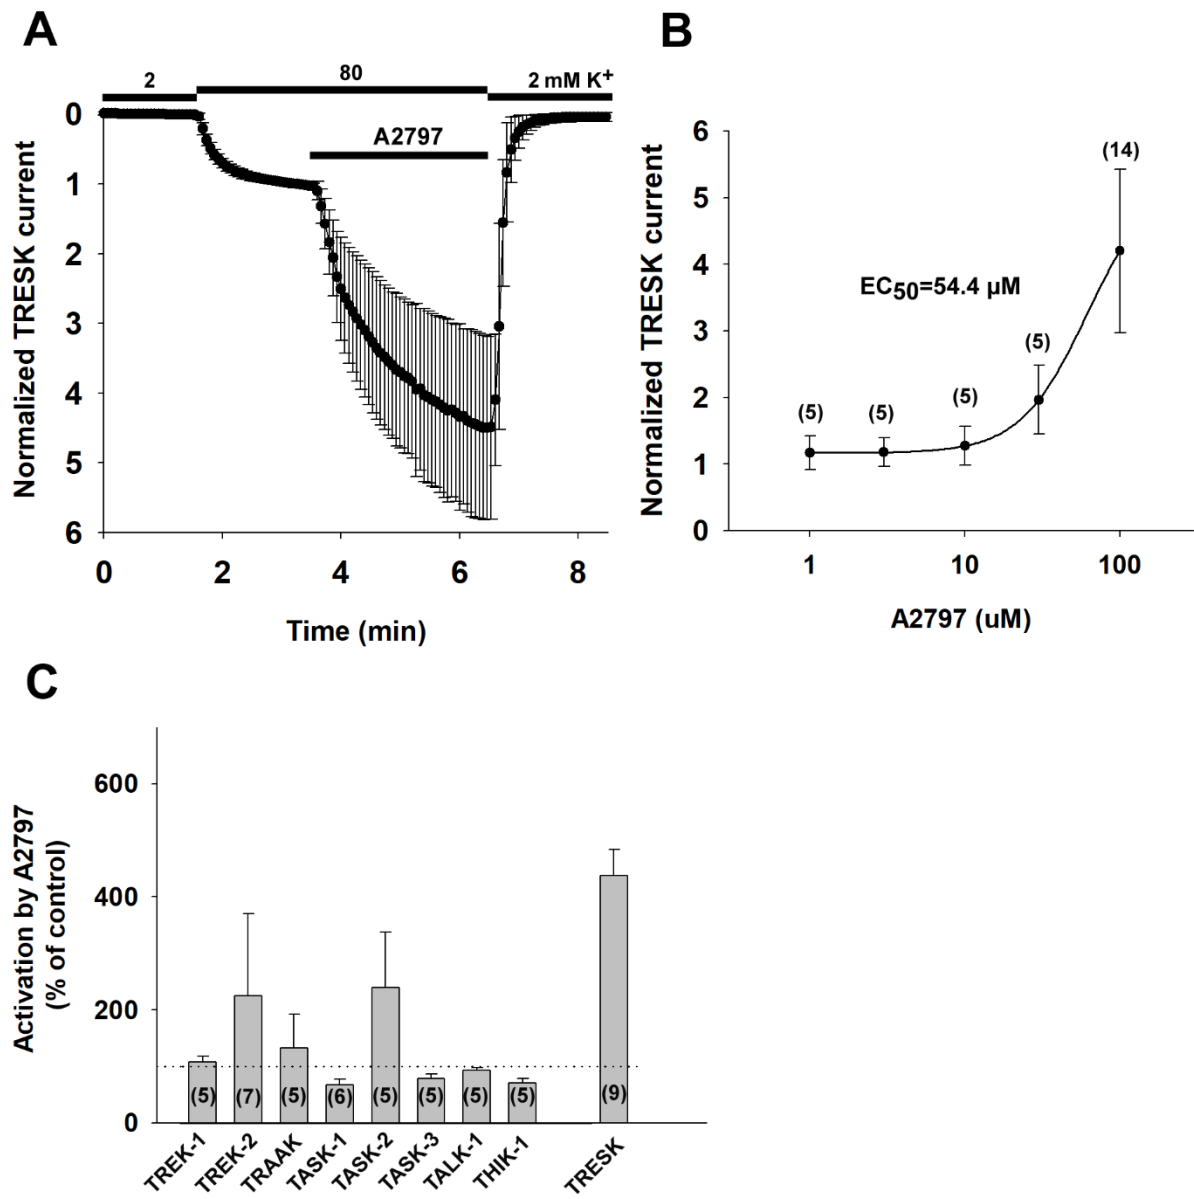 A
2
80
2 mM K+
A2797
0
1
2
3
4
5
6
Normalized TRESK current
0
2
4
6
8
Time (min)
B
6
5
4
3
2
1
0
Normalized TRESK current
(14)
EC50=54.4 µM
(5)
(5)
(5)
(5)
1
10
100
A2797 (uM)
C
600
400
200
0
Activation by A2797
(% of control)
(5)
(7)
(5)
(6)
(5)
(5)
(5)
(5)
(9)
TREK-1
TREK-2
TRAAK
TASK-1
TASK-2
TASK-3
TALK-1
THIK-1
TRESK